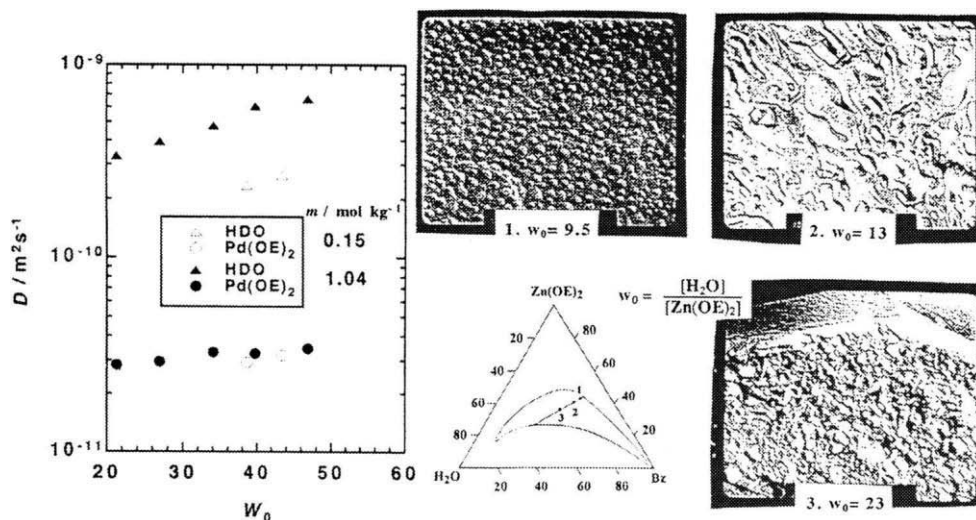 10⁻⁹
10⁻¹⁰
10⁻¹¹
D / m²s⁻¹
m / mol kg⁻¹
HDO
Pd(OE)₂
0.15
HDO
Pd(OE)₂
1.04
20 30 40 50 60
W₀
1. w₀= 9.5
2. w₀= 13
Zn(OE)₂
w₀ = [H₂O]
[Zn(OE)₂]
20 80
40 60
60 40
80 20
1
2
3
H₂O 20 40 60 80 Bz
3. w₀= 23